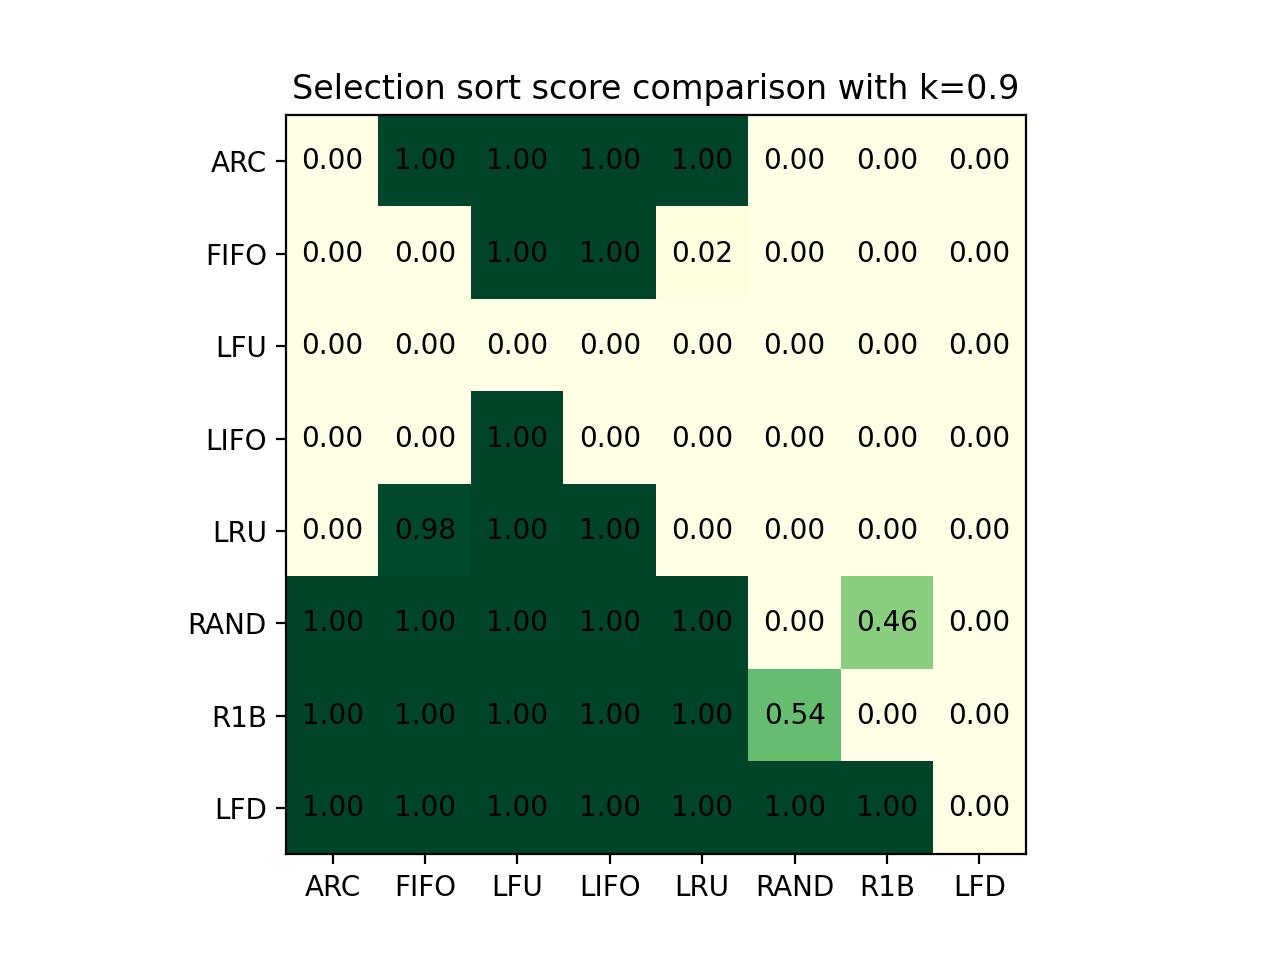 Selection sort score comparison with k=0.9
ARC 0.00 1.00 1.00 1.00 1.00 0.00 0.00 0.00
FIFO 0.00 0.00 1.00 1.00 0.02 0.00 0.00 0.00
LFU 0.00 0.00 0.00 0.00 0.00 0.00 0.00 0.00
LIFO 0.00 0.00 1.00 0.00 0.00 0.00 0.00 0.00
LRU 0.00 0.98 1.00 1.00 0.00 0.00 0.00 0.00
RAND 1.00 1.00 1.00 1.00 1.00 0.00 0.46 0.00
R1B 1.00 1.00 1.00 1.00 1.00 0.54 0.00 0.00
LFD 1.00 1.00 1.00 1.00 1.00 1.00 1.00 0.00
ARC FIFO LFU LIFO LRU RAND R1B LFD